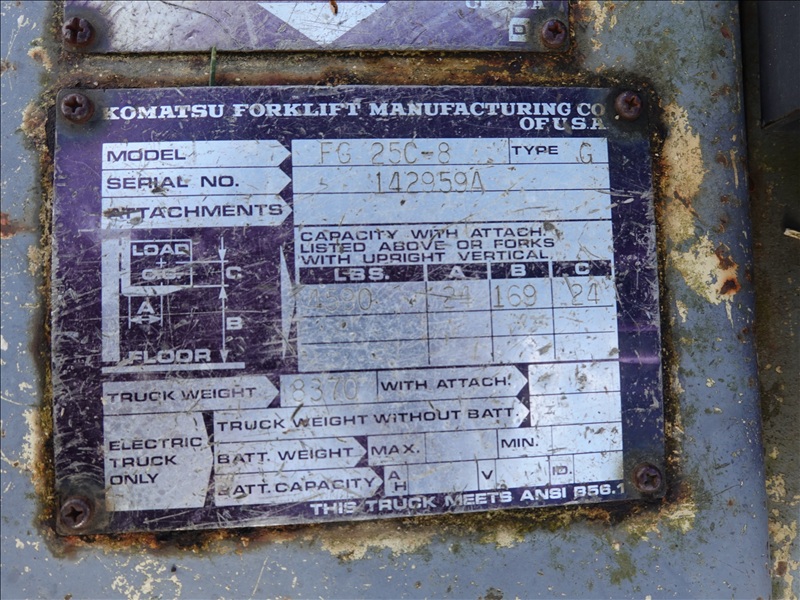 OF U.S.A
D
KOMATSU FORKLIFT MANUFACTURING CO
OF U.S.A
MODEL FG 25C-8 TYPE G
SERIAL NO. 142959A
ATTACHMENTS
CAPACITY WITH ATTACH.
LISTED ABOVE OR FORKS
WITH UPRIGHT VERTICAL
LOAD
C.G.
C
A
B
FLOOR
LBS. A B C
24 169 24
TRUCK WEIGHT 8370 WITH ATTACH.
ELECTRIC
TRUCK
ONLY
TRUCK WEIGHT WITHOUT BATT.
BATT. WEIGHT MAX. MIN.
BATT. CAPACITY AH V ID.
THIS TRUCK MEETS ANSI B56.1